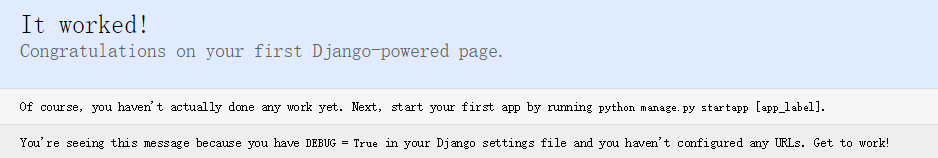 It worked!
Congratulations on your first Django-powered page.
Of course, you haven't actually done any work yet. Next, start your first app by running python manage.py startapp [app_label].
You're seeing this message because you have DEBUG = True in your Django settings file and you haven't configured any URLs. Get to work!